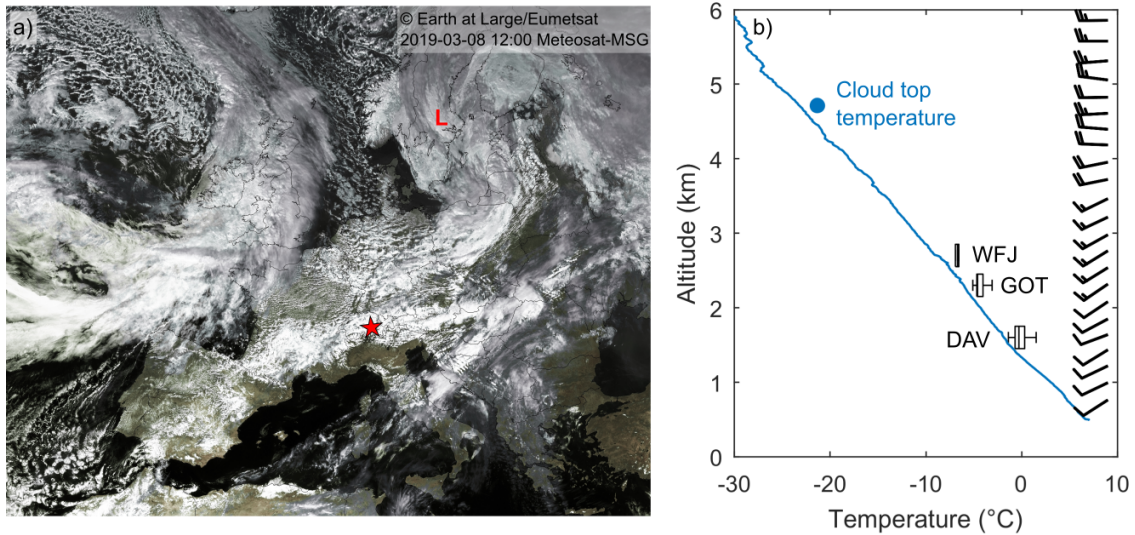 a)
© Earth at Large/Eumetsat
2019-03-08 12:00 Meteosat-MSG
L
b)
Cloud top
temperature
WFJ
GOT
DAV
6
5
4
3
2
1
0
Altitude (km)
-30
-20
-10
0
10
Temperature (°C)